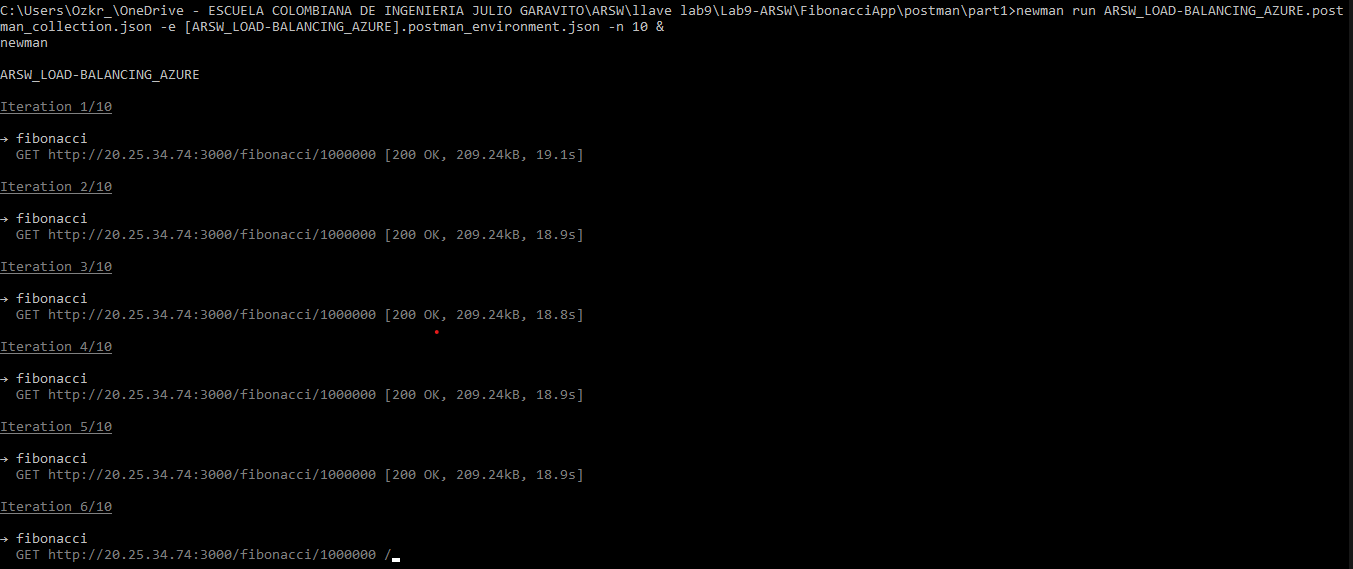 C:\Users\Ozkr_\OneDrive - ESCUELA COLOMBIANA DE INGENIERIA JULIO GARAVITO\ARSW\llave lab9\Lab9-ARSW\FibonacciApp\postman\part1>newman run ARSW_LOAD-BALANCING_AZURE.post
man_collection.json -e [ARSW_LOAD-BALANCING_AZURE].postman_environment.json -n 10 &
newman
ARSW_LOAD-BALANCING_AZURE
Iteration 1/10
→ fibonacci
GET http://20.25.34.74:3000/fibonacci/1000000 [200 OK, 209.24kB, 19.1s]
Iteration 2/10
→ fibonacci
GET http://20.25.34.74:3000/fibonacci/1000000 [200 OK, 209.24kB, 18.9s]
Iteration 3/10
→ fibonacci
GET http://20.25.34.74:3000/fibonacci/1000000 [200 OK, 209.24kB, 18.8s]
Iteration 4/10
→ fibonacci
GET http://20.25.34.74:3000/fibonacci/1000000 [200 OK, 209.24kB, 18.9s]
Iteration 5/10
→ fibonacci
GET http://20.25.34.74:3000/fibonacci/1000000 [200 OK, 209.24kB, 18.9s]
Iteration 6/10
→ fibonacci
GET http://20.25.34.74:3000/fibonacci/1000000 /